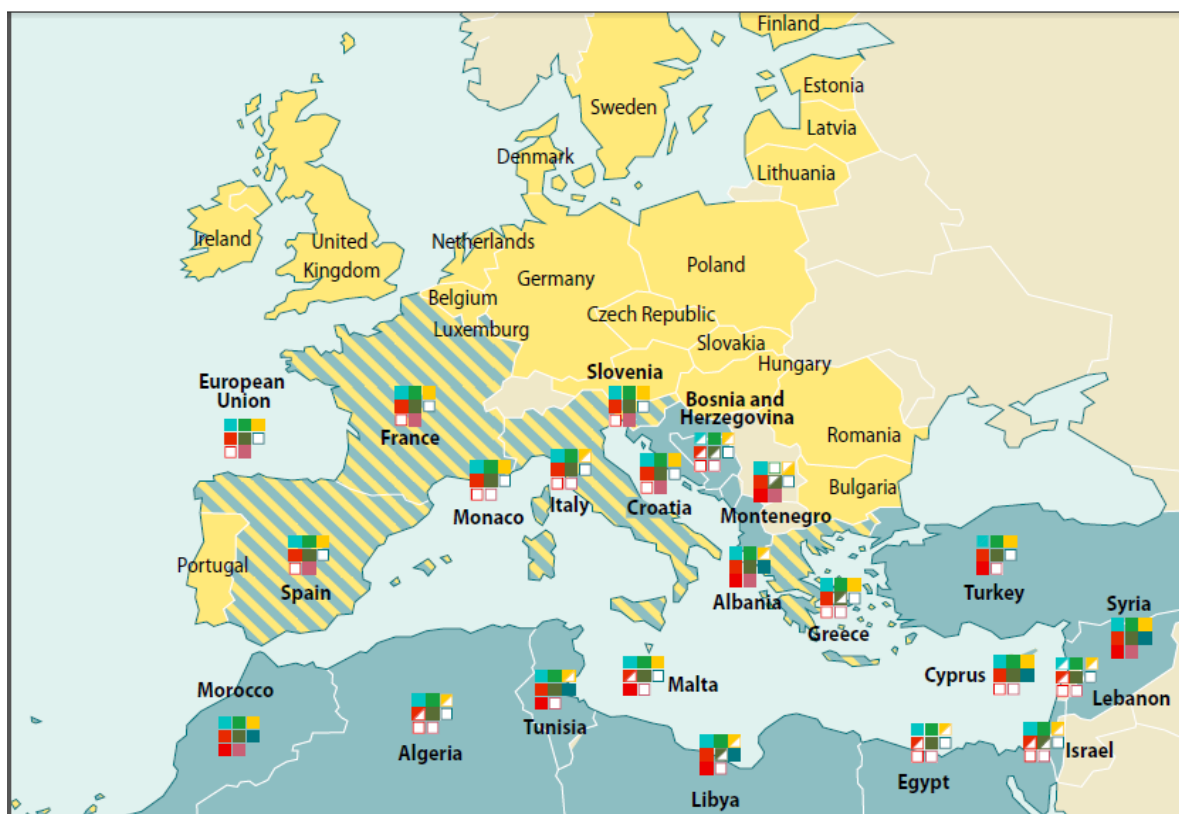 Finland
Sweden
Estonia
Latvia
Denmark
Lithuania
Ireland
United
Kingdom
Netherlands
Germany
Poland
Belgium
Luxemburg
Czech Republic
Slovakia
Hungary
European
Union
Slovenia
Bosnia and
Herzegovina
France
Romania
Bulgaria
Monaco
Italy
Croatia
Montenegro
Portugal
Spain
Albania
Greece
Turkey
Syria
Morocco
Algeria
Tunisia
Malta
Cyprus
Lebanon
Libya
Egypt
Israel